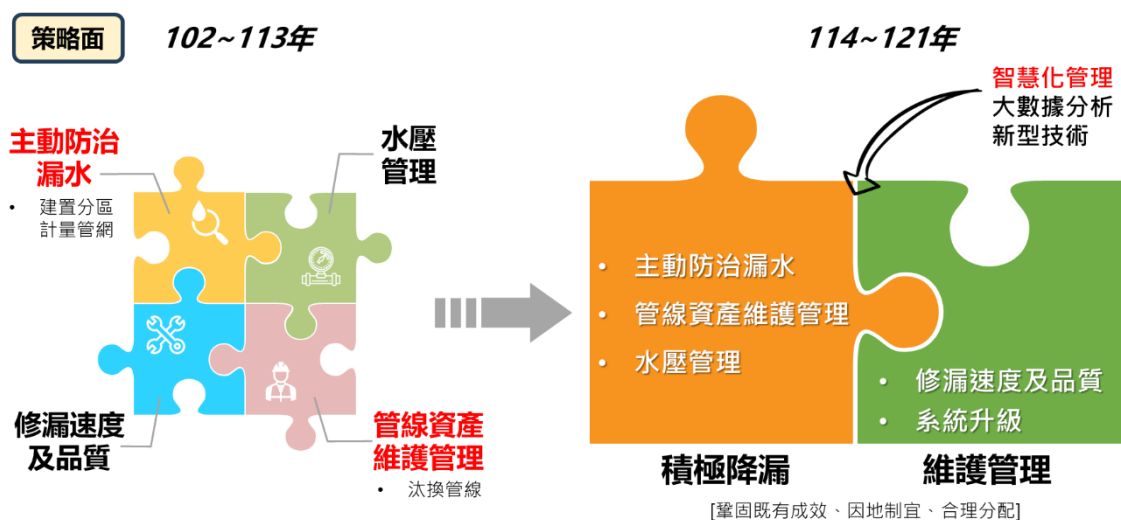 策略面
102~113年
主動防治
漏水
• 建置分區
計量管網
水壓
管理
修漏速度
及品質
管線資產
維護管理
• 汰換管線
114~121年
智慧化管理
大數據分析
新型技術
• 主動防治漏水
• 管線資產維護管理
• 水壓管理
• 修漏速度及品質
• 系統升級
積極降漏
維護管理
[鞏固既有成效、因地制宜、合理分配]